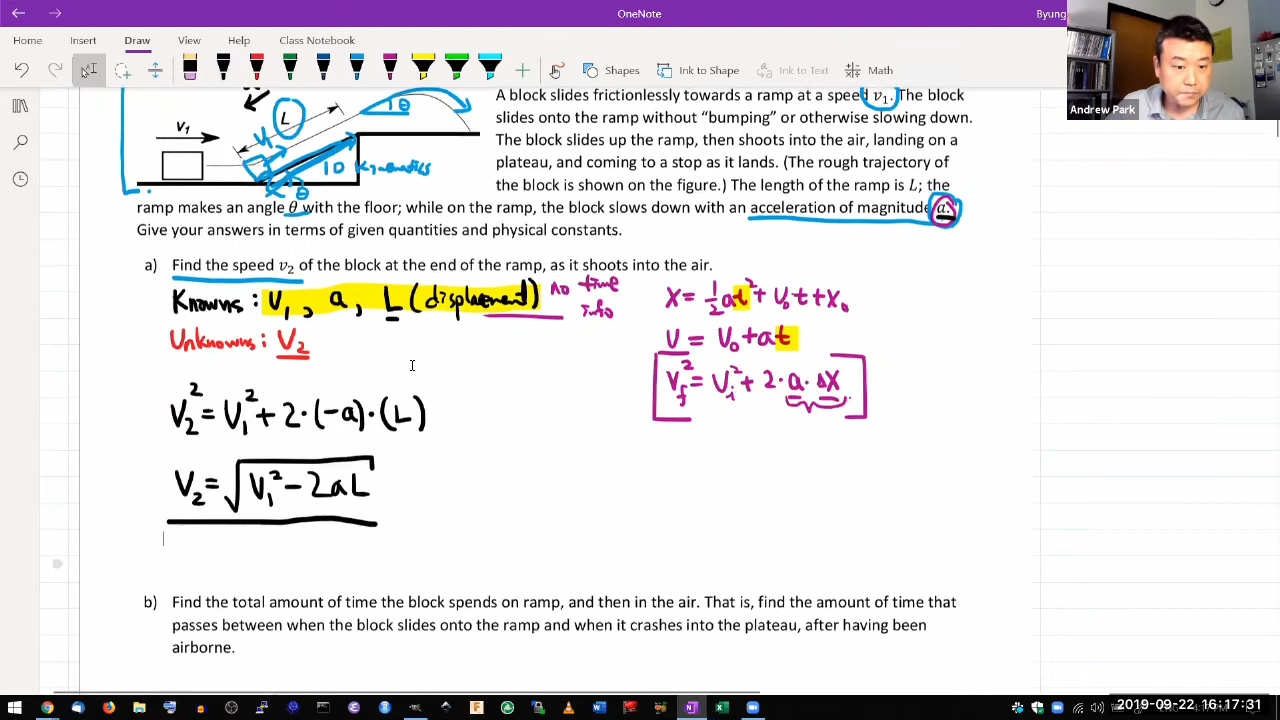 OneNote
Byung
Home Insert Draw View Help Class Notebook
Shapes Ink to Shape Ink to Text Math
Andrew Park
A block slides frictionlessly towards a ramp at a speed v₁. The block
slides onto the ramp without “bumping” or otherwise slowing down.
The block slides up the ramp, then shoots into the air, landing on a
plateau, and coming to a stop as it lands. (The rough trajectory of
the block is shown on the figure.) The length of the ramp is L; the
ramp makes an angle θ with the floor; while on the ramp, the block slows down with an acceleration of magnitude a.
Give your answers in terms of given quantities and physical constants.
θ
L
v₁
V₁
1D Kinematics
θ
a) Find the speed v₂ of the block at the end of the ramp, as it shoots into the air.
Knowns: V₁, a, L (displacement) no time
info
Unknowns: V₂
X = ½at² + V₀t + X₀
V = V₀ + at
V_f² = V_i² + 2·a·ΔX
V₂² = V₁² + 2·(-a)·(L)
V₂ = √(V₁² - 2aL)
b) Find the total amount of time the block spends on ramp, and then in the air. That is, find the amount of time that
passes between when the block slides onto the ramp and when it crashes into the plateau, after having been
airborne.
2019-09-22 16:17:31